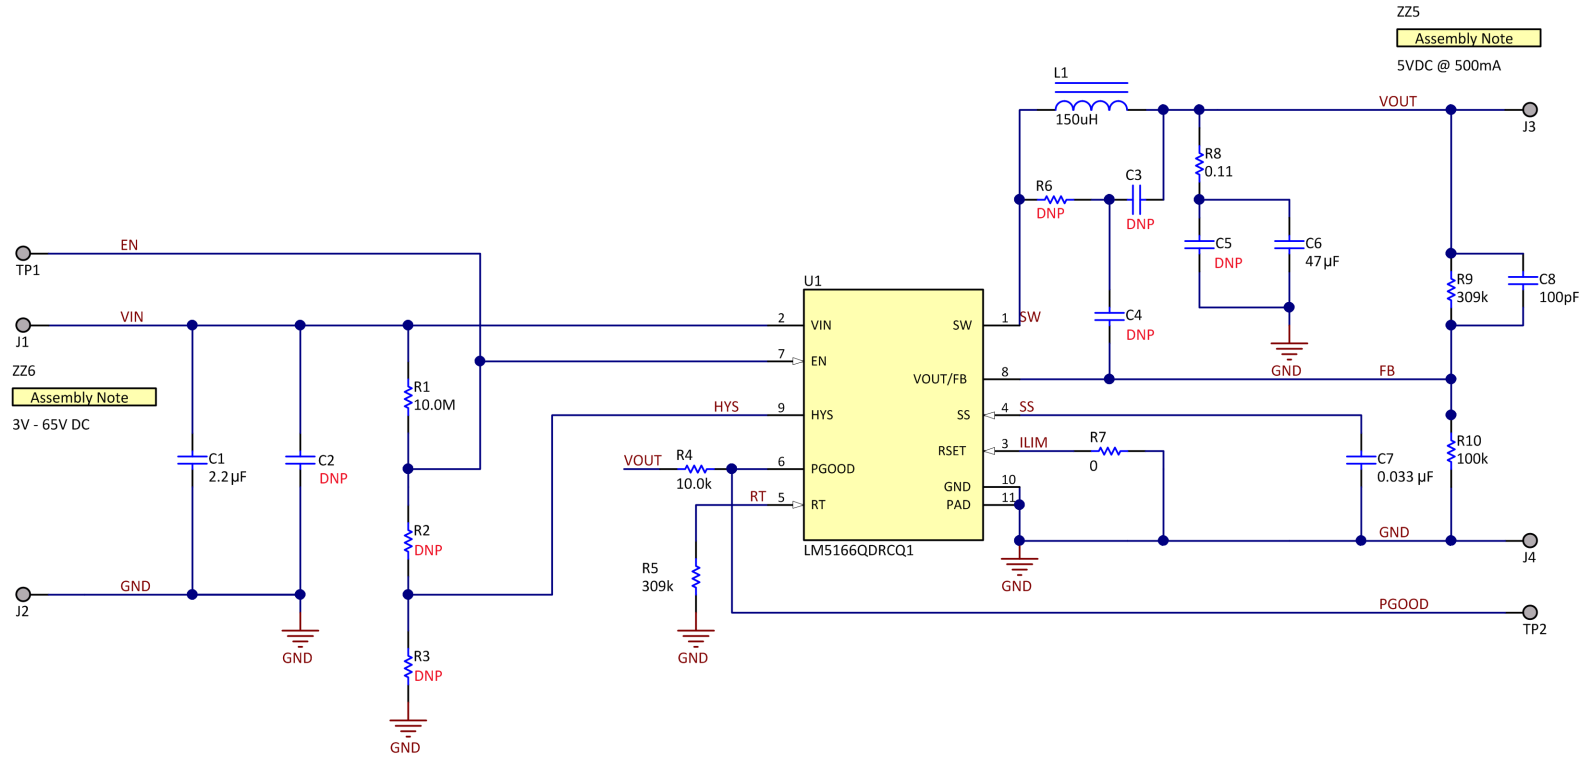 ZZ5
Assembly Note
5VDC @ 500mA
L1
150uH
VOUT
J3
R8
0.11
R6
DNP
C3
DNP
C5
DNP
C6
47µF
EN
TP1
VIN
J1
ZZ6
Assembly Note
3V - 65V DC
C1
2.2µF
C2
DNP
R1
10.0M
R2
DNP
R3
DNP
GND
GND
J2
GND
HYS
VOUT
R4
10.0k
RT
R5
309k
GND
U1
2 VIN
7 EN
9 HYS
6 PGOOD
5 RT
SW 1 SW
VOUT/FB 8
SS 4 SS
RSET 3 ILIM
GND 10
PAD 11
LM5166QDRCQ1
C4
DNP
GND
FB
R9
309k
C8
100pF
R7
0
C7
0.033 µF
R10
100k
GND
J4
GND
PGOOD
TP2